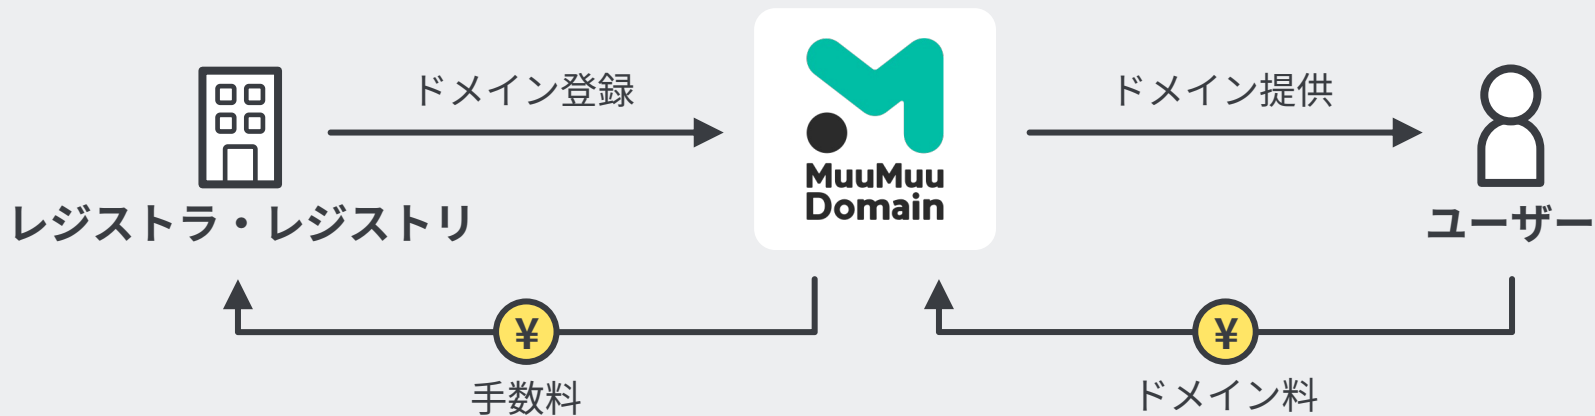 ドメイン登録
ドメイン提供
MuuMuu
Domain
レジストラ・レジストリ
ユーザー
¥
¥
手数料
ドメイン料